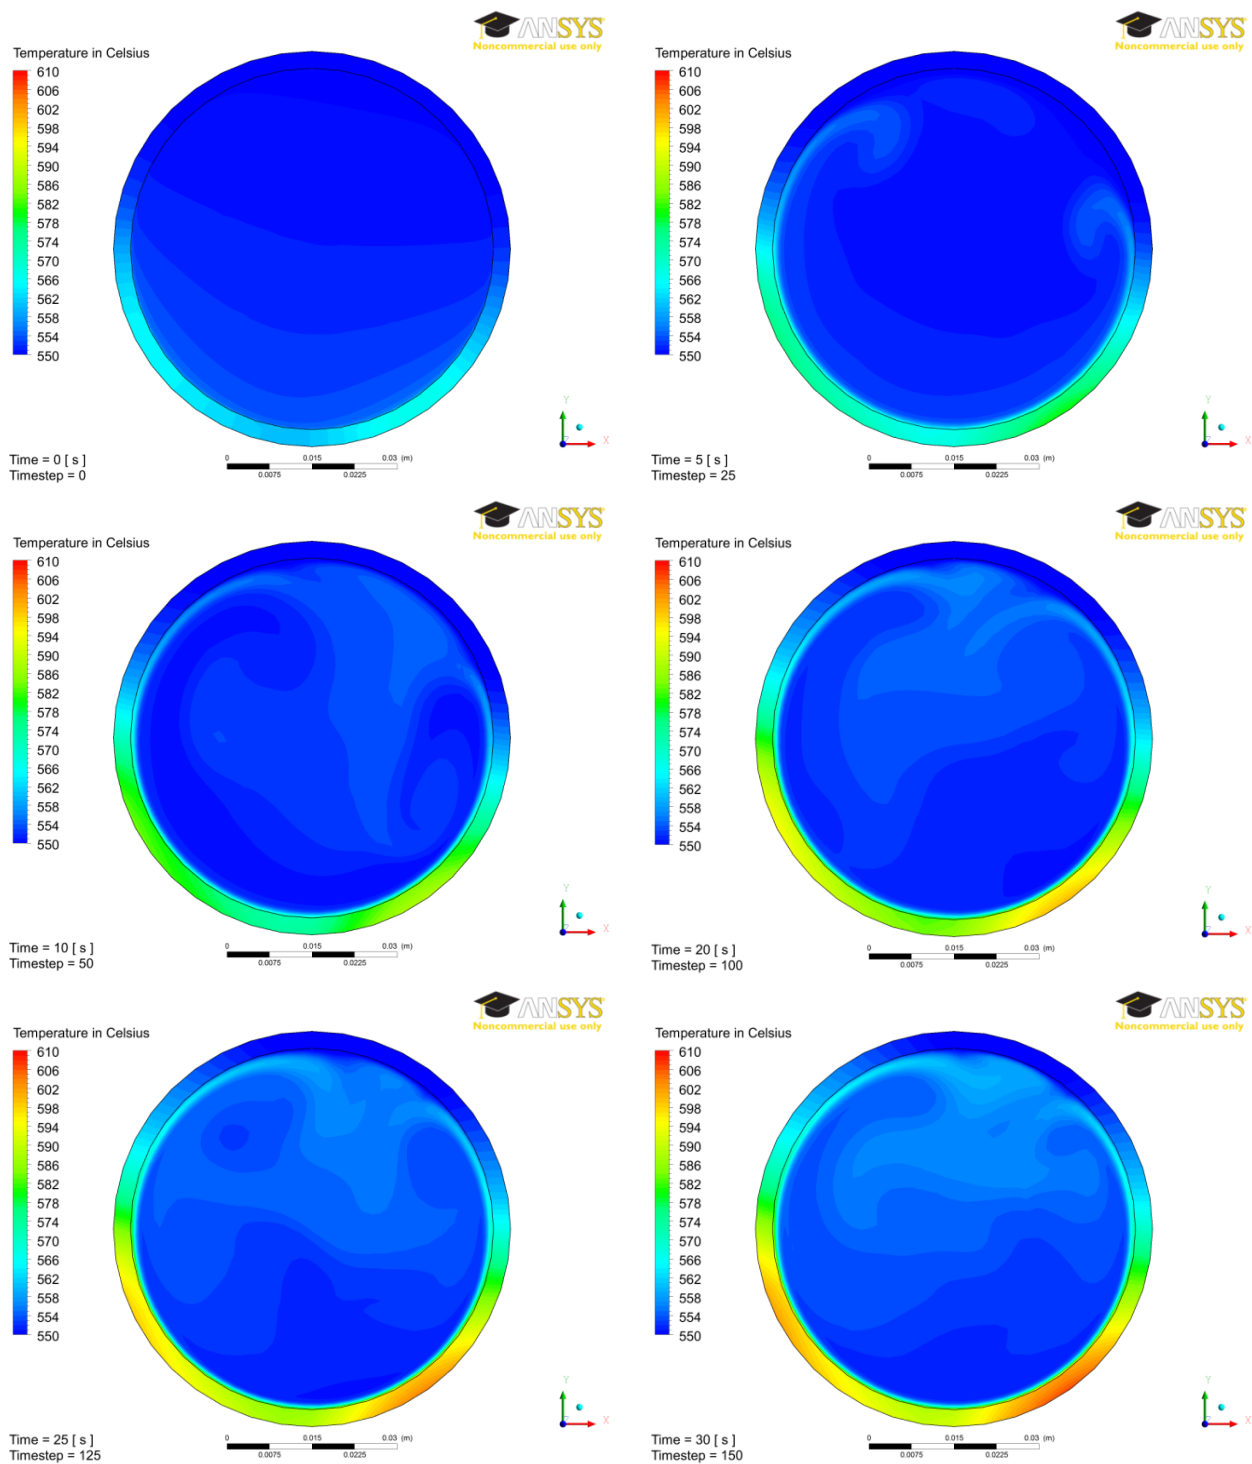 ANSYS
Noncommercial use only
Temperature in Celsius
610
606
602
598
594
590
586
582
578
574
570
566
562
558
554
550
Y
X
Z
Time = 0 [ s ]
Timestep = 0
0 0.015 0.03 (m)
0.0075 0.0225
ANSYS
Noncommercial use only
Temperature in Celsius
610
606
602
598
594
590
586
582
578
574
570
566
562
558
554
550
Y
X
Z
Time = 5 [ s ]
Timestep = 25
0 0.015 0.03 (m)
0.0075 0.0225
ANSYS
Noncommercial use only
Temperature in Celsius
610
606
602
598
594
590
586
582
578
574
570
566
562
558
554
550
Y
X
Z
Time = 10 [ s ]
Timestep = 50
0 0.015 0.03 (m)
0.0075 0.0225
ANSYS
Noncommercial use only
Temperature in Celsius
610
606
602
598
594
590
586
582
578
574
570
566
562
558
554
550
Y
X
Z
Time = 20 [ s ]
Timestep = 100
0 0.015 0.03 (m)
0.0075 0.0225
ANSYS
Noncommercial use only
Temperature in Celsius
610
606
602
598
594
590
586
582
578
574
570
566
562
558
554
550
Y
X
Z
Time = 25 [ s ]
Timestep = 125
0 0.015 0.03 (m)
0.0075 0.0225
ANSYS
Noncommercial use only
Temperature in Celsius
610
606
602
598
594
590
586
582
578
574
570
566
562
558
554
550
Y
X
Z
Time = 30 [ s ]
Timestep = 150
0 0.015 0.03 (m)
0.0075 0.0225